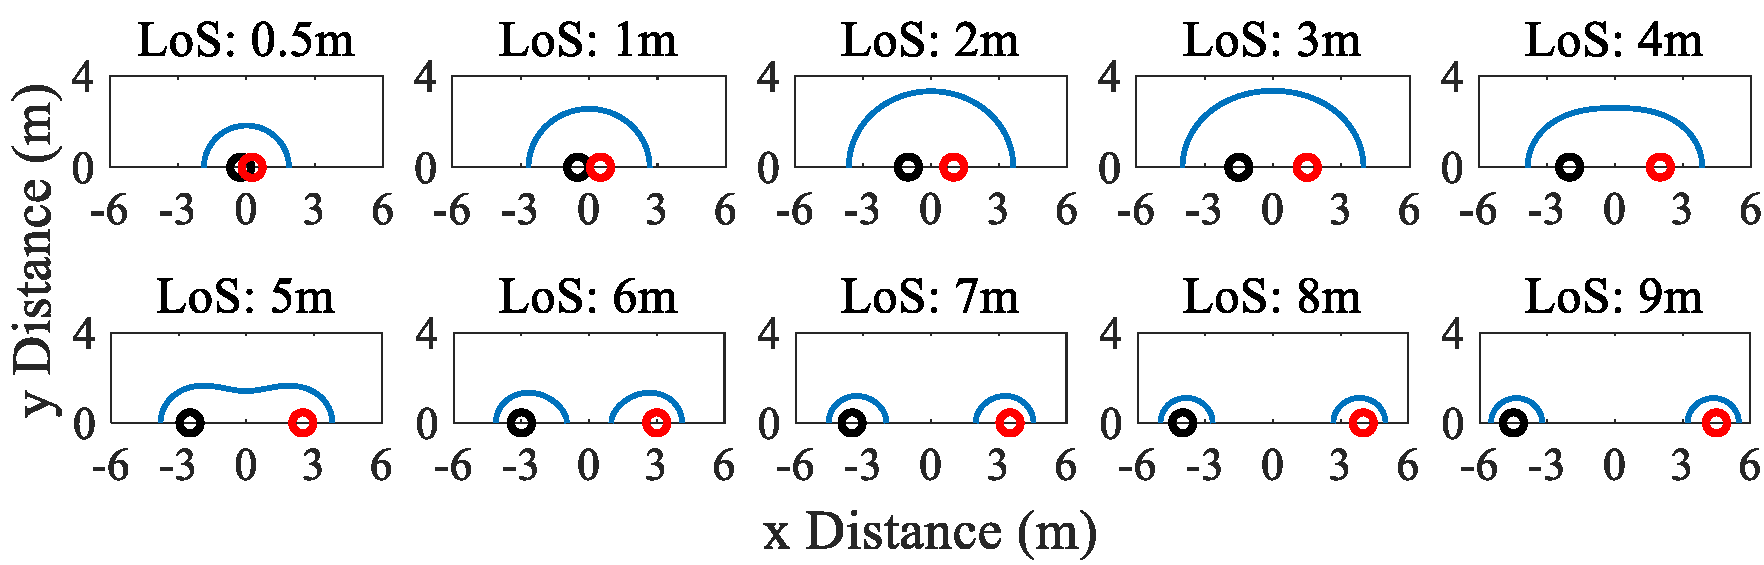 LoS: 0.5m LoS: 1m LoS: 2m LoS: 3m LoS: 4m
4 4 4 4 4
0 0 0 0 0
-6 -3 0 3 6 -6 -3 0 3 6 -6 -3 0 3 6 -6 -3 0 3 6 -6 -3 0 3 6
y Distance (m)
LoS: 5m LoS: 6m LoS: 7m LoS: 8m LoS: 9m
4 4 4 4 4
0 0 0 0 0
-6 -3 0 3 6 -6 -3 0 3 6 -6 -3 0 3 6 -6 -3 0 3 6 -6 -3 0 3 6
x Distance (m)